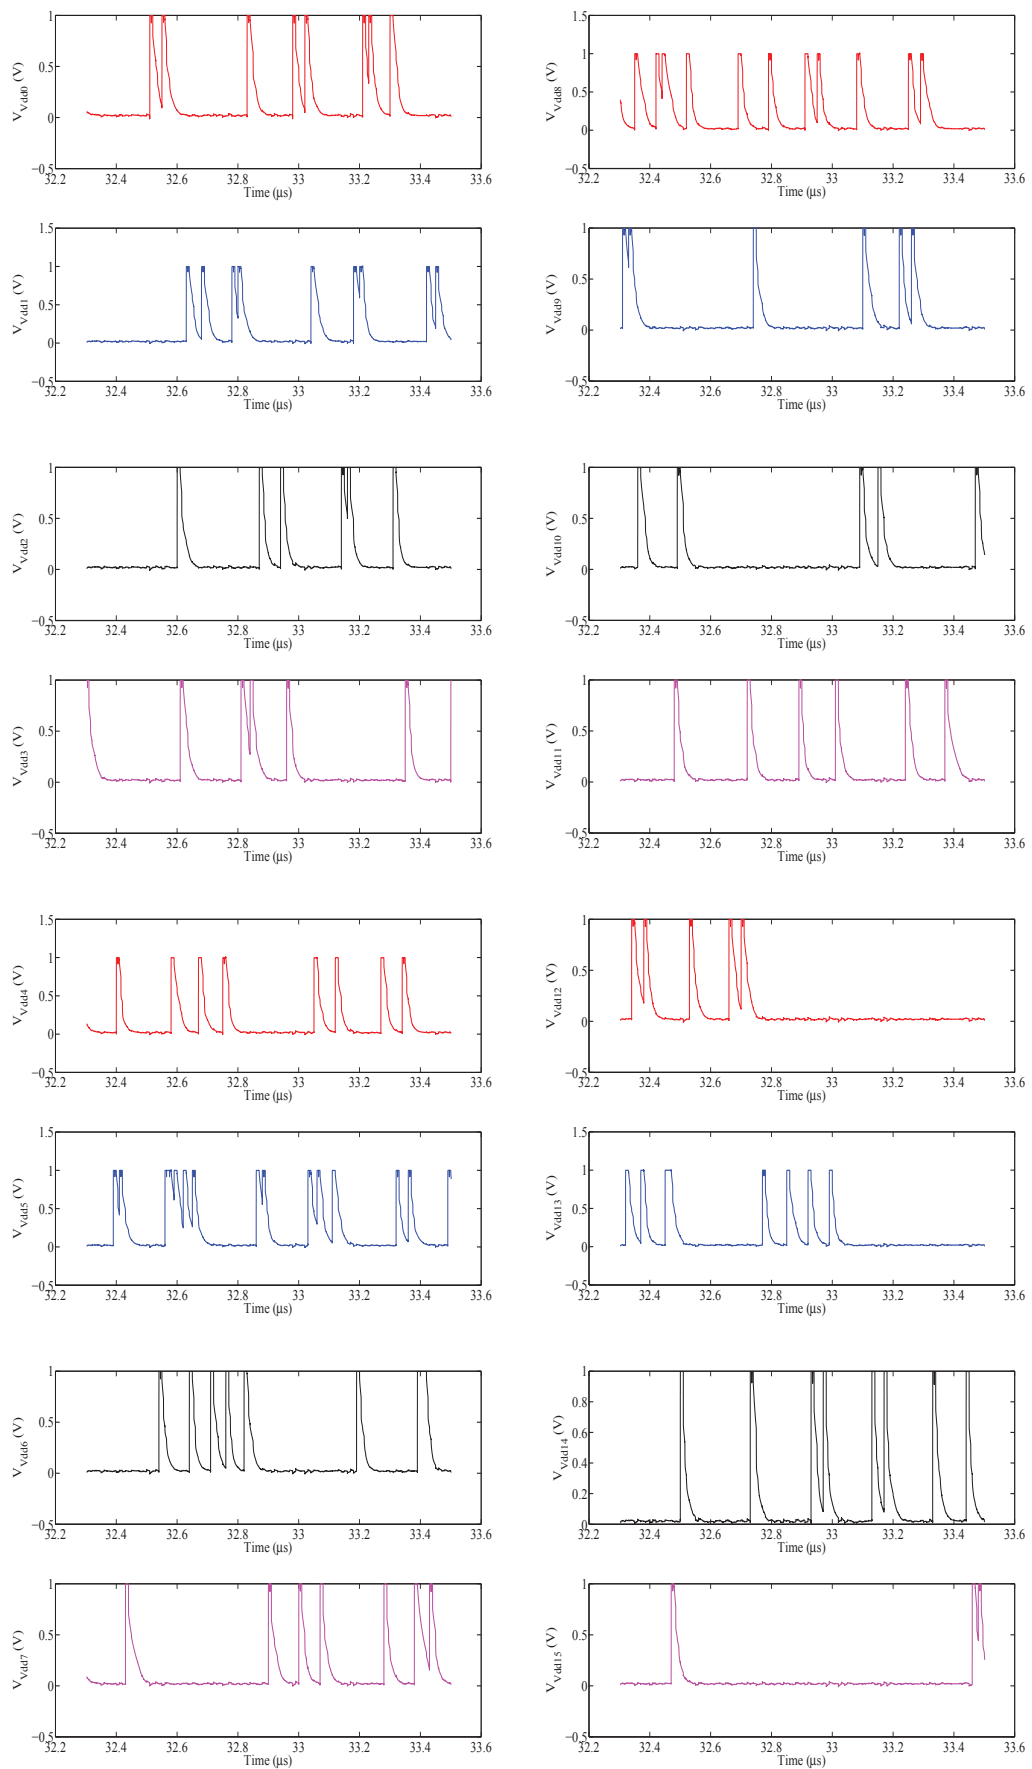 1
0.5
0
−0.5
V Vdd0 (V)
32.2 32.4 32.6 32.8 33 33.2 33.4 33.6
Time (μs)
1.5
1
0.5
0
−0.5
V Vdd8 (V)
32.2 32.4 32.6 32.8 33 33.2 33.4 33.6
Time (μs)
1.5
1
0.5
0
−0.5
V Vdd1 (V)
32.2 32.4 32.6 32.8 33 33.2 33.4 33.6
Time (μs)
1
0.5
0
−0.5
V Vdd9 (V)
32.2 32.4 32.6 32.8 33 33.2 33.4 33.6
Time (μs)
1
0.5
0
−0.5
V Vdd2 (V)
32.2 32.4 32.6 32.8 33 33.2 33.4 33.6
Time (μs)
1
0.5
0
−0.5
V Vdd10 (V)
32.2 32.4 32.6 32.8 33 33.2 33.4 33.6
Time (μs)
1
0.5
0
−0.5
V Vdd3 (V)
32.2 32.4 32.6 32.8 33 33.2 33.4 33.6
Time (μs)
1
0.5
0
−0.5
V Vdd11 (V)
32.2 32.4 32.6 32.8 33 33.2 33.4 33.6
Time (μs)
1.5
1
0.5
0
−0.5
V Vdd4 (V)
32.2 32.4 32.6 32.8 33 33.2 33.4 33.6
Time (μs)
1
0.5
0
−0.5
V Vdd12 (V)
32.2 32.4 32.6 32.8 33 33.2 33.4 33.6
Time (μs)
1.5
1
0.5
0
−0.5
V Vdd5 (V)
32.2 32.4 32.6 32.8 33 33.2 33.4 33.6
Time (μs)
1.5
1
0.5
0
−0.5
V Vdd13 (V)
32.2 32.4 32.6 32.8 33 33.2 33.4 33.6
Time (μs)
1
0.5
0
−0.5
V Vdd6 (V)
32.2 32.4 32.6 32.8 33 33.2 33.4 33.6
Time (μs)
1
0.8
0.6
0.4
0.2
0
V Vdd14 (V)
32.2 32.4 32.6 32.8 33 33.2 33.4 33.6
Time (μs)
1
0.5
0
−0.5
V Vdd7 (V)
32.2 32.4 32.6 32.8 33 33.2 33.4 33.6
Time (μs)
1
0.5
0
−0.5
V Vdd15 (V)
32.2 32.4 32.6 32.8 33 33.2 33.4 33.6
Time (μs)